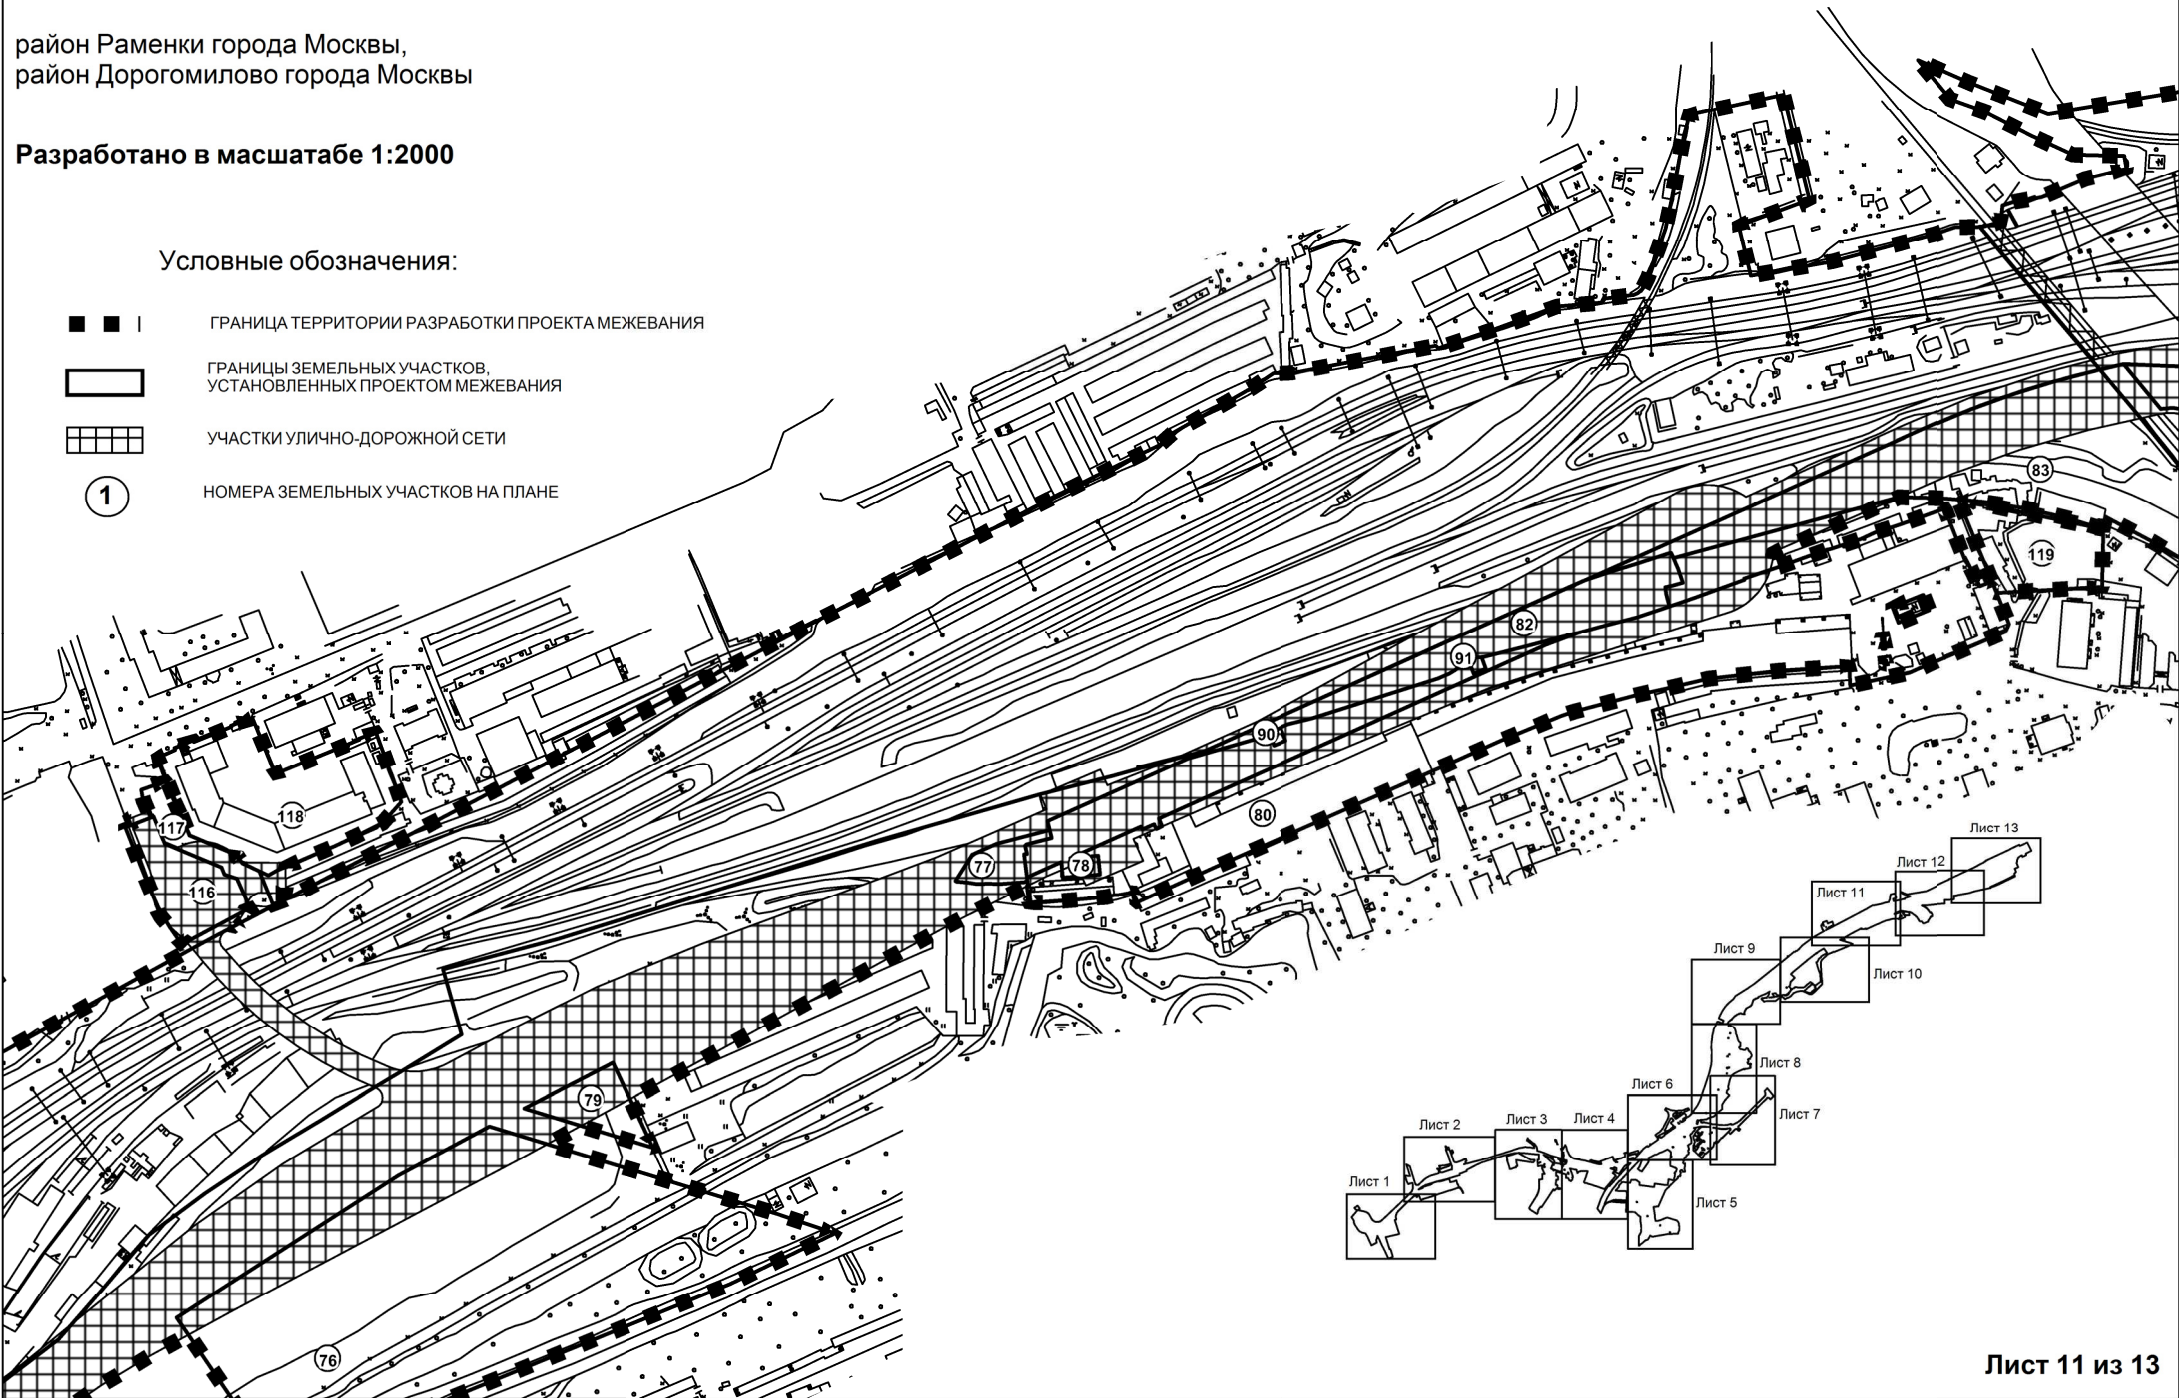 район Раменки города Москвы,
район Дорогомилово города Москвы
Разработано в масштабе 1:2000
Условные обозначения:
ГРАНИЦА ТЕРРИТОРИИ РАЗРАБОТКИ ПРОЕКТА МЕЖЕВАНИЯ
ГРАНИЦЫ ЗЕМЕЛЬНЫХ УЧАСТКОВ,
УСТАНОВЛЕННЫХ ПРОЕКТОМ МЕЖЕВАНИЯ
УЧАСТКИ УЛИЧНО-ДОРОЖНОЙ СЕТИ
1
НОМЕРА ЗЕМЕЛЬНЫХ УЧАСТКОВ НА ПЛАНЕ
83
119
82
91
90
80
118
117
77
78
116
79
76
Лист 13
Лист 12
Лист 11
Лист 9
Лист 10
Лист 8
Лист 6
Лист 7
Лист 2
Лист 3
Лист 4
Лист 1
Лист 5
Лист 11 из 13